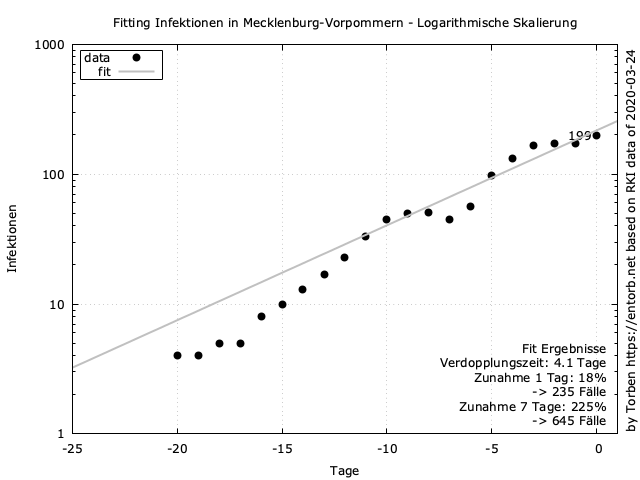 Fitting Infektionen in Mecklenburg-Vorpommern - Logarithmische Skalierung
1000
100
10
1
data
fit
199
Infektionen
Fit Ergebnisse
Verdopplungszeit: 4.1 Tage
Zunahme 1 Tag: 18%
-> 235 Fälle
Zunahme 7 Tage: 225%
-> 645 Fälle
-25 -20 -15 -10 -5 0
Tage
by Torben https://entorb.net based on RKI data of 2020-03-24